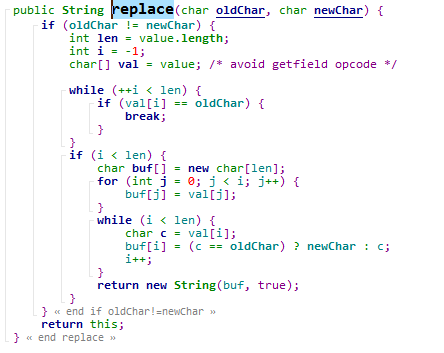 public String replace(char oldChar, char newChar) {
if (oldChar != newChar) {
int len = value.length;
int i = -1;
char[] val = value; /* avoid getfield opcode */
while (++i < len) {
if (val[i] == oldChar) {
break;
}
}
if (i < len) {
char buf[] = new char[len];
for (int j = 0; j < i; j++) {
buf[j] = val[j];
}
while (i < len) {
char c = val[i];
buf[i] = (c == oldChar) ? newChar : c;
i++;
}
return new String(buf, true);
}
} « end if oldChar!=newChar »
return this;
} « end replace »